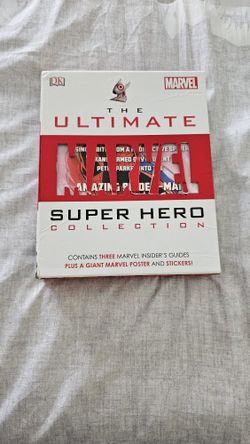 DK
MARVEL
THE
ULTIMATE
MARVEL
SUPER HERO
COLLECTION
CONTAINS THREE MARVEL INSIDER'S GUIDES
PLUS A GIANT MARVEL POSTER AND STICKERS!